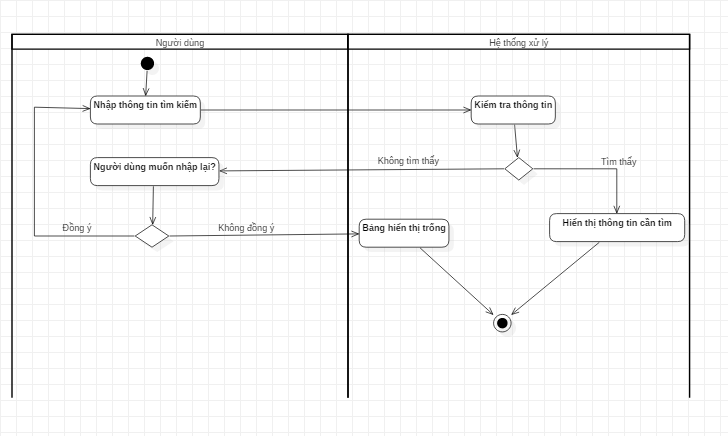 Người dùng
Hệ thống xử lý
Nhập thông tin tìm kiếm
Kiểm tra thông tin
Không tìm thấy
Tìm thấy
Người dùng muốn nhập lại?
Đồng ý
Không đồng ý
Bảng hiển thị trống
Hiển thị thông tin cần tìm